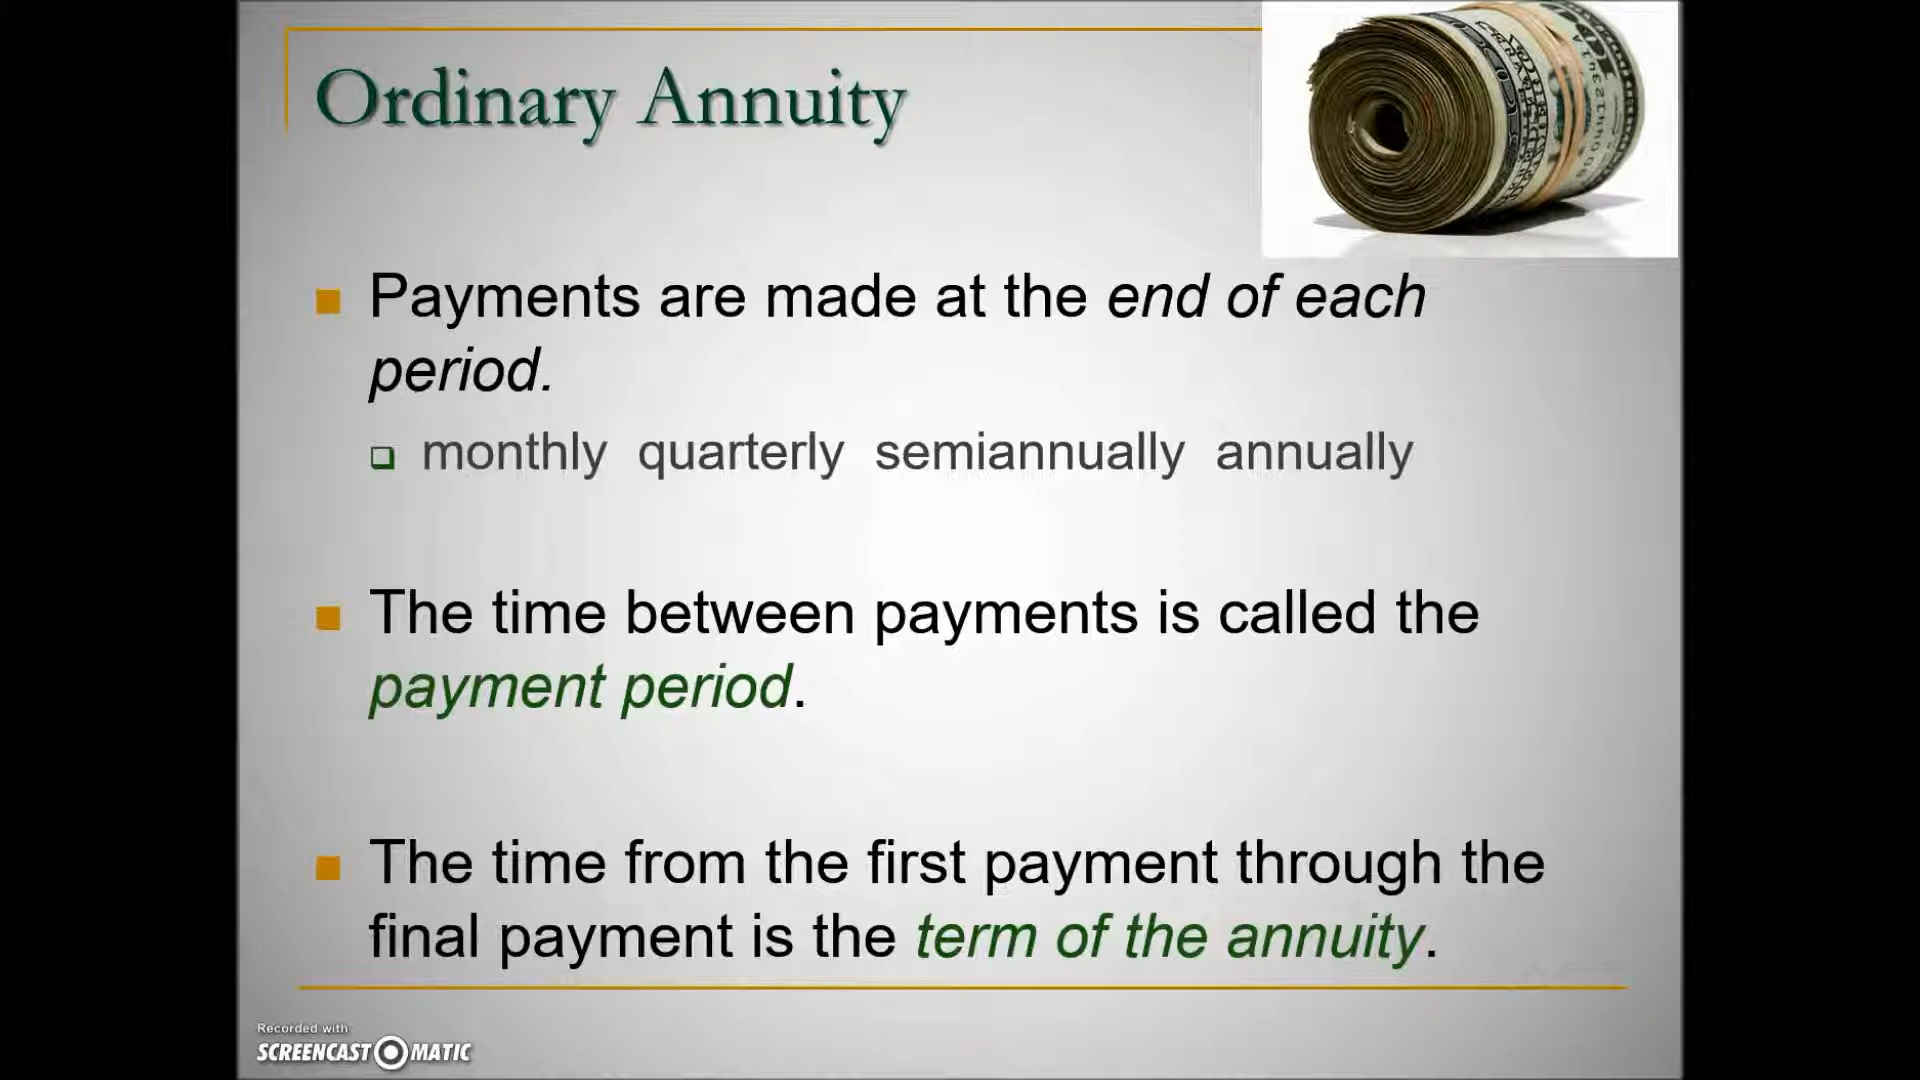 Ordinary Annuity
Payments are made at the end of each
period.
monthly quarterly semiannually annually
The time between payments is called the
payment period.
The time from the first payment through the
final payment is the term of the annuity.
Recorded with
SCREENCAST MATIC